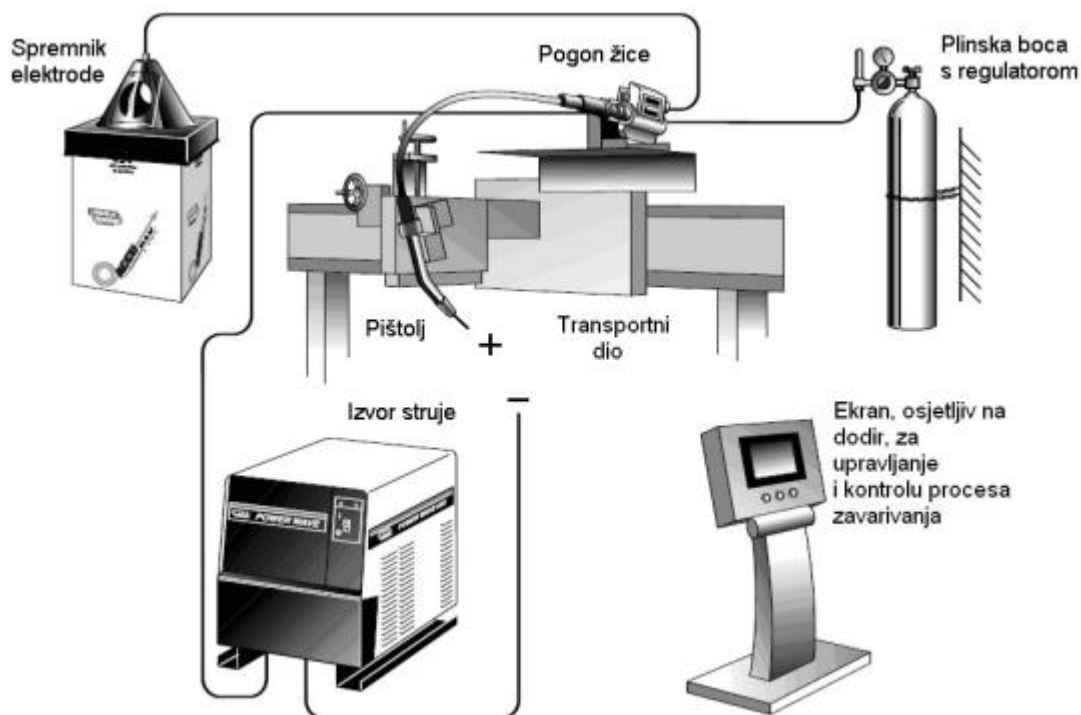 Spremnik
elektrode
Pogon žice
Plinska boca
s regulatorom
Pištolj
+
Transportni
dio
Izvor struje
−
POWER WAVE
Ekran, osjetljiv na
dodir, za
upravljanje
i kontrolu procesa
zavarivanja